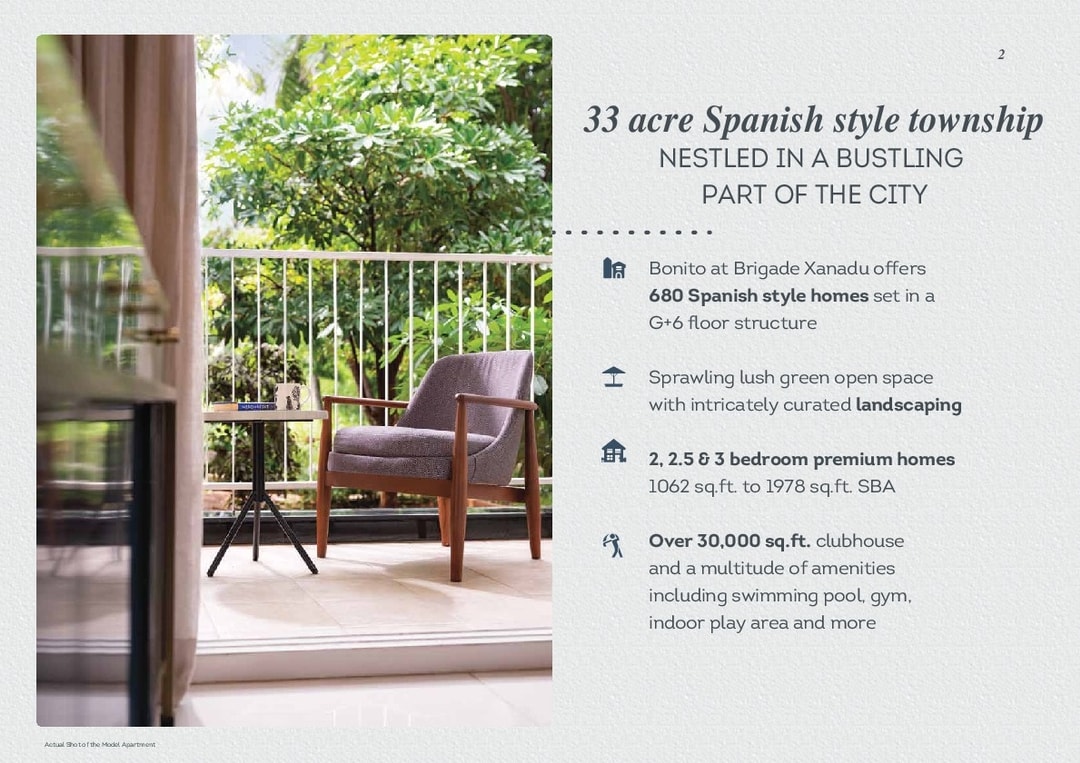 2
33 acre Spanish style township
NESTLED IN A BUSTLING
PART OF THE CITY
Bonito at Brigade Xanadu offers
680 Spanish style homes set in a
G+6 floor structure
Sprawling lush green open space
with intricately curated landscaping
2, 2.5 & 3 bedroom premium homes
1062 sq.ft. to 1978 sq.ft. SBA
Over 30,000 sq.ft. clubhouse
and a multitude of amenities
including swimming pool, gym,
indoor play area and more
Actual Shot of the Model Apartment